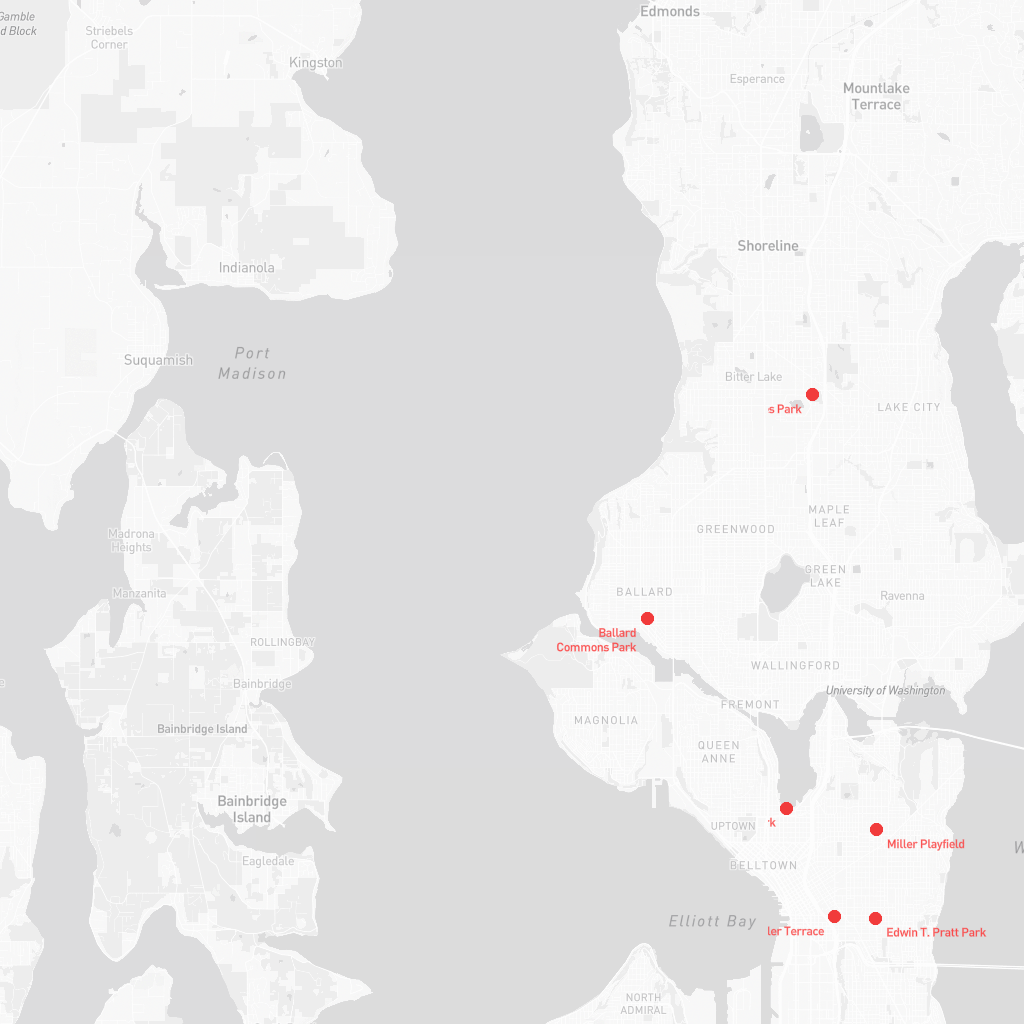 Gamble
d Block
Striebels
Corner
Kingston
Edmonds
Esperance
Mountlake
Terrace
Shoreline
Indianola
Suquamish
Port
Madison
Bitter Lake
s Park
LAKE CITY
MAPLE
LEAF
GREENWOOD
Madrona
Heights
GREEN
LAKE
Manzanita
BALLARD
Ravenna
Ballard
Commons Park
ROLLINGBAY
WALLINGFORD
Bainbridge
University of Washington
FREMONT
MAGNOLIA
Bainbridge Island
QUEEN
ANNE
Bainbridge
Island
rk
UPTOWN
Miller Playfield
Eagledale
BELLTOWN
Elliott Bay
ler Terrace
Edwin T. Pratt Park
NORTH
ADMIRAL